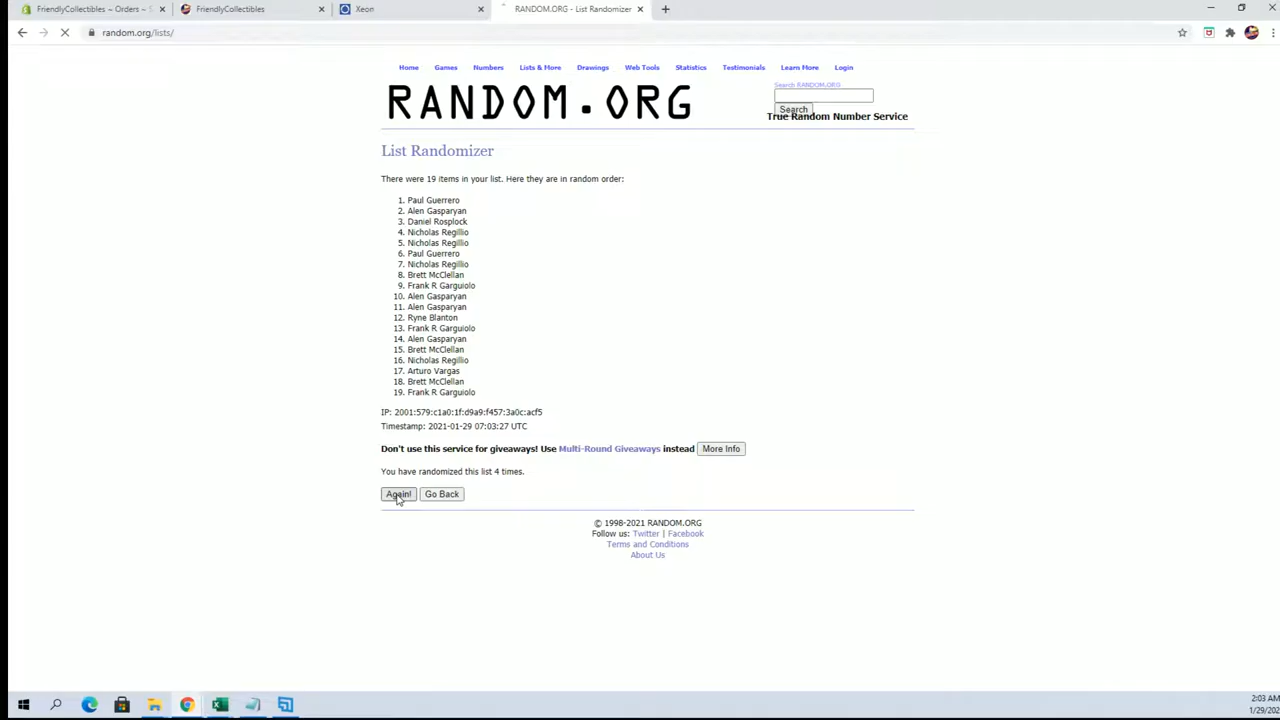 FriendlyCollectibles ~ Orders ~ S
FriendlyCollectibles
Xeon
RANDOM.ORG - List Randomizer
random.org/lists/
Home Games Numbers Lists & More Drawings Web Tools Statistics Testimonials Learn More Login
RANDOM.ORG
Search RANDOM.ORG
Search
True Random Number Service
List Randomizer
There were 19 items in your list. Here they are in random order:
1. Paul Guerrero
2. Alen Gasparyan
3. Daniel Rosplock
4. Nicholas Regillio
5. Nicholas Regillio
6. Paul Guerrero
7. Nicholas Regillio
8. Brett McClellan
9. Frank R Garguiolo
10. Alen Gasparyan
11. Alen Gasparyan
12. Ryne Blanton
13. Frank R Garguiolo
14. Alen Gasparyan
15. Brett McClellan
16. Nicholas Regillio
17. Arturo Vargas
18. Brett McClellan
19. Frank R Garguiolo
IP: 2001:579:c1a0:1f:d9a9:f457:3a0c:acf5
Timestamp: 2021-01-29 07:03:27 UTC
Don't use this service for giveaways! Use Multi-Round Giveaways instead More Info
You have randomized this list 4 times.
Again! Go Back
© 1998-2021 RANDOM.ORG
Follow us: Twitter | Facebook
Terms and Conditions
About Us
2:03 AM
1/29/202